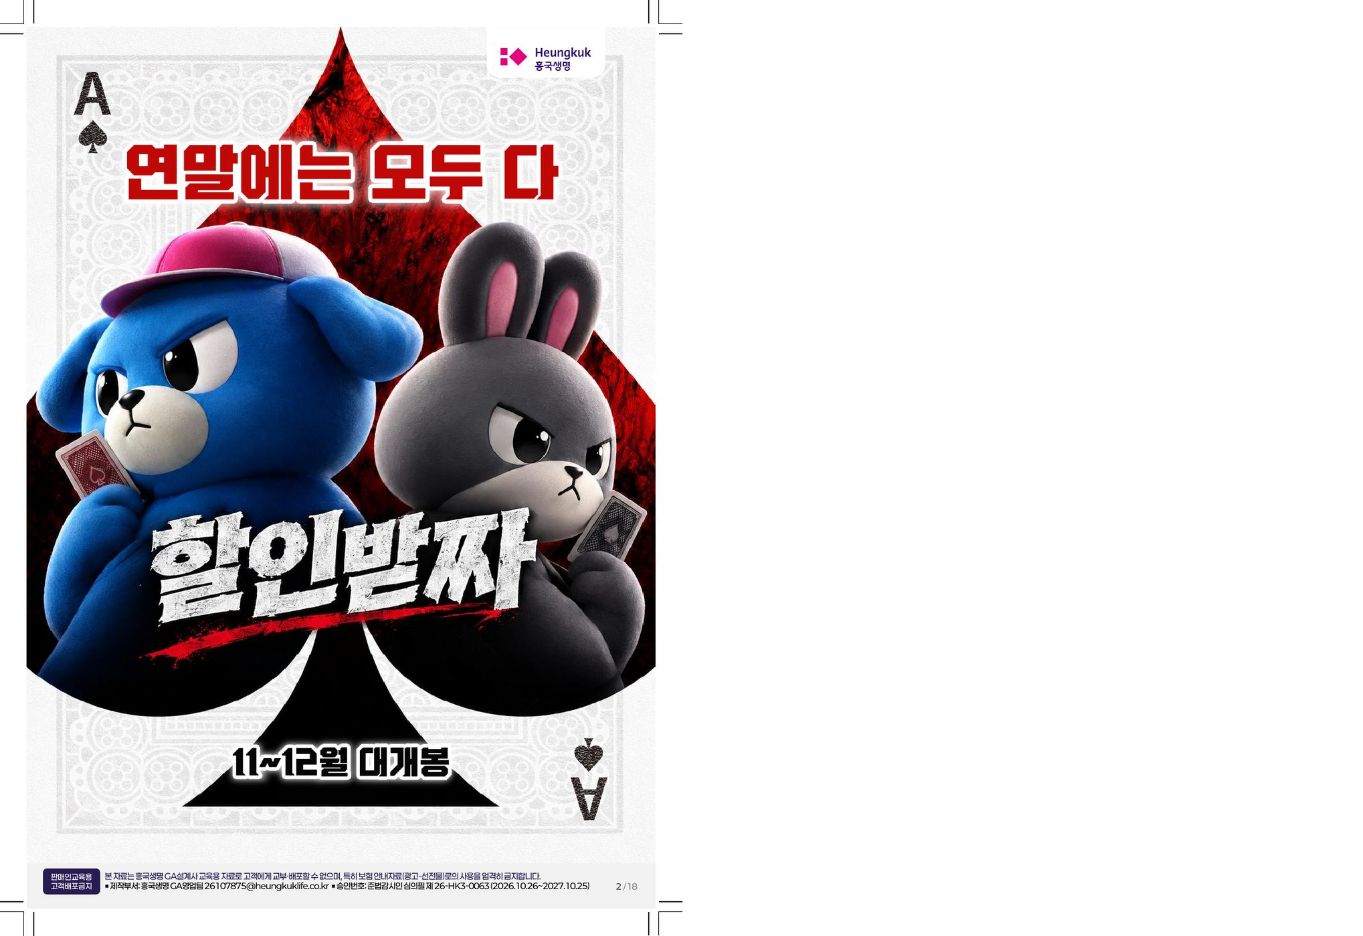 Heungkuk
흥국생명
A
연말에는 모두 다
할인받짜
11~12월 대개봉
A
판매인교육용
고객배포금지
본 자료는 흥국생명 GA설계사 교육용 자료로 고객에게 교부·배포할 수 없으며, 특히 보험 안내자료(광고·선전물)로의 사용을 엄격히 금지합니다.
▪ 제작부서: 흥국생명 GA영업팀 26107875@heungkuklife.co.kr ▪ 승인번호: 준법감시인 심의필 제 26-HK3-0063 (2026.10.26~2027.10.25)
2 / 18